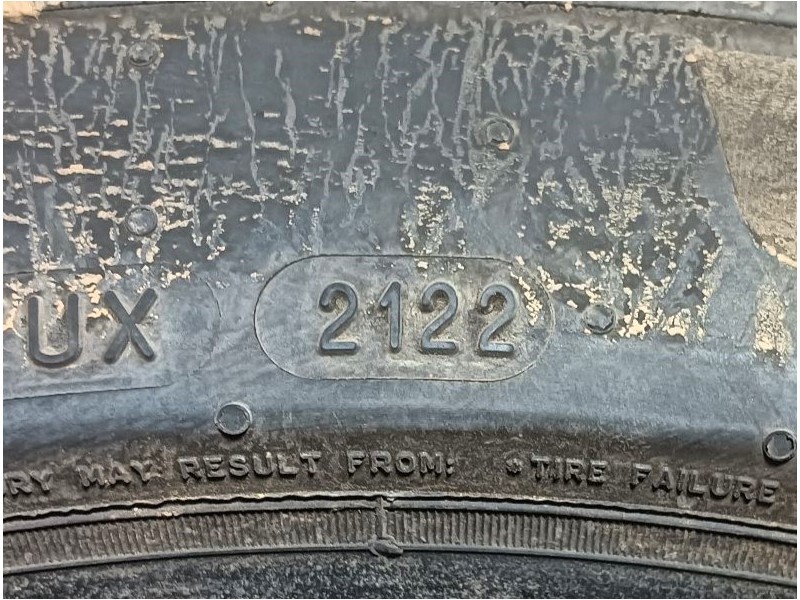 UX 2122
RY MAY RESULT FROM: *TIRE FAILURE